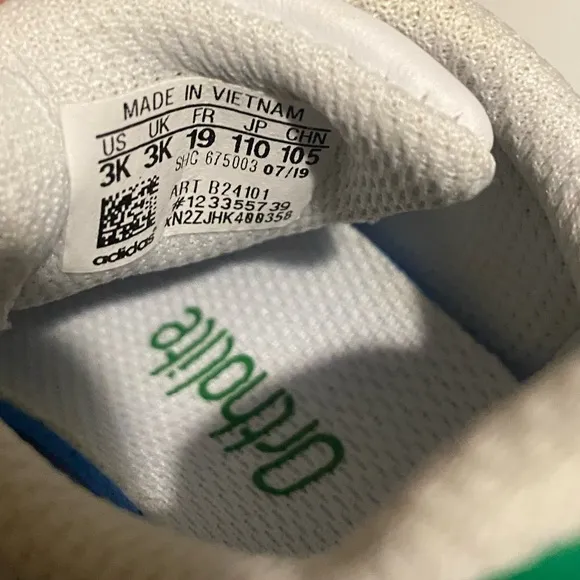 MADE IN VIETNAM
US UK FR JP CHN
3K 3K 19 110 105
SHC 675003 07/19
ART B24101
#123355739
adidas
Ortholite